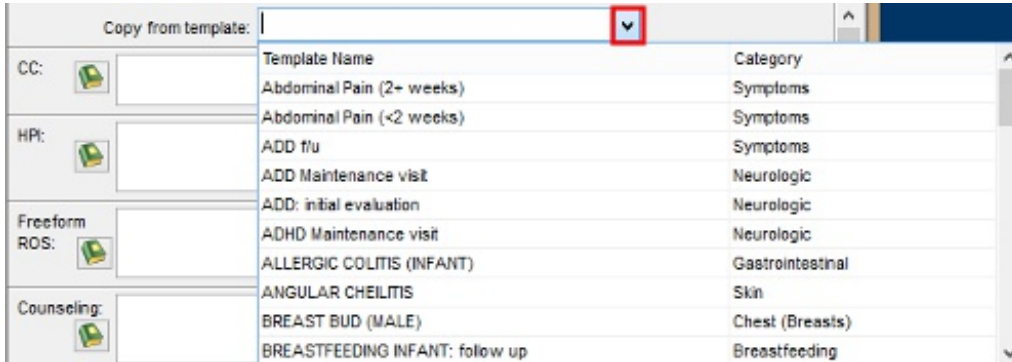 Copy from template:
Template Name Category
CC:
Abdominal Pain (2+ weeks) Symptoms
Abdominal Pain (<2 weeks) Symptoms
HPI:
ADD f/u Symptoms
ADD Maintenance visit Neurologic
ADD: initial evaluation Neurologic
Freeform
ROS:
ADHD Maintenance visit Neurologic
ALLERGIC COLITIS (INFANT) Gastrointestinal
ANGULAR CHEILITIS Skin
Counseling:
BREAST BUD (MALE) Chest (Breasts)
BREASTFEEDING INFANT: follow up Breastfeeding